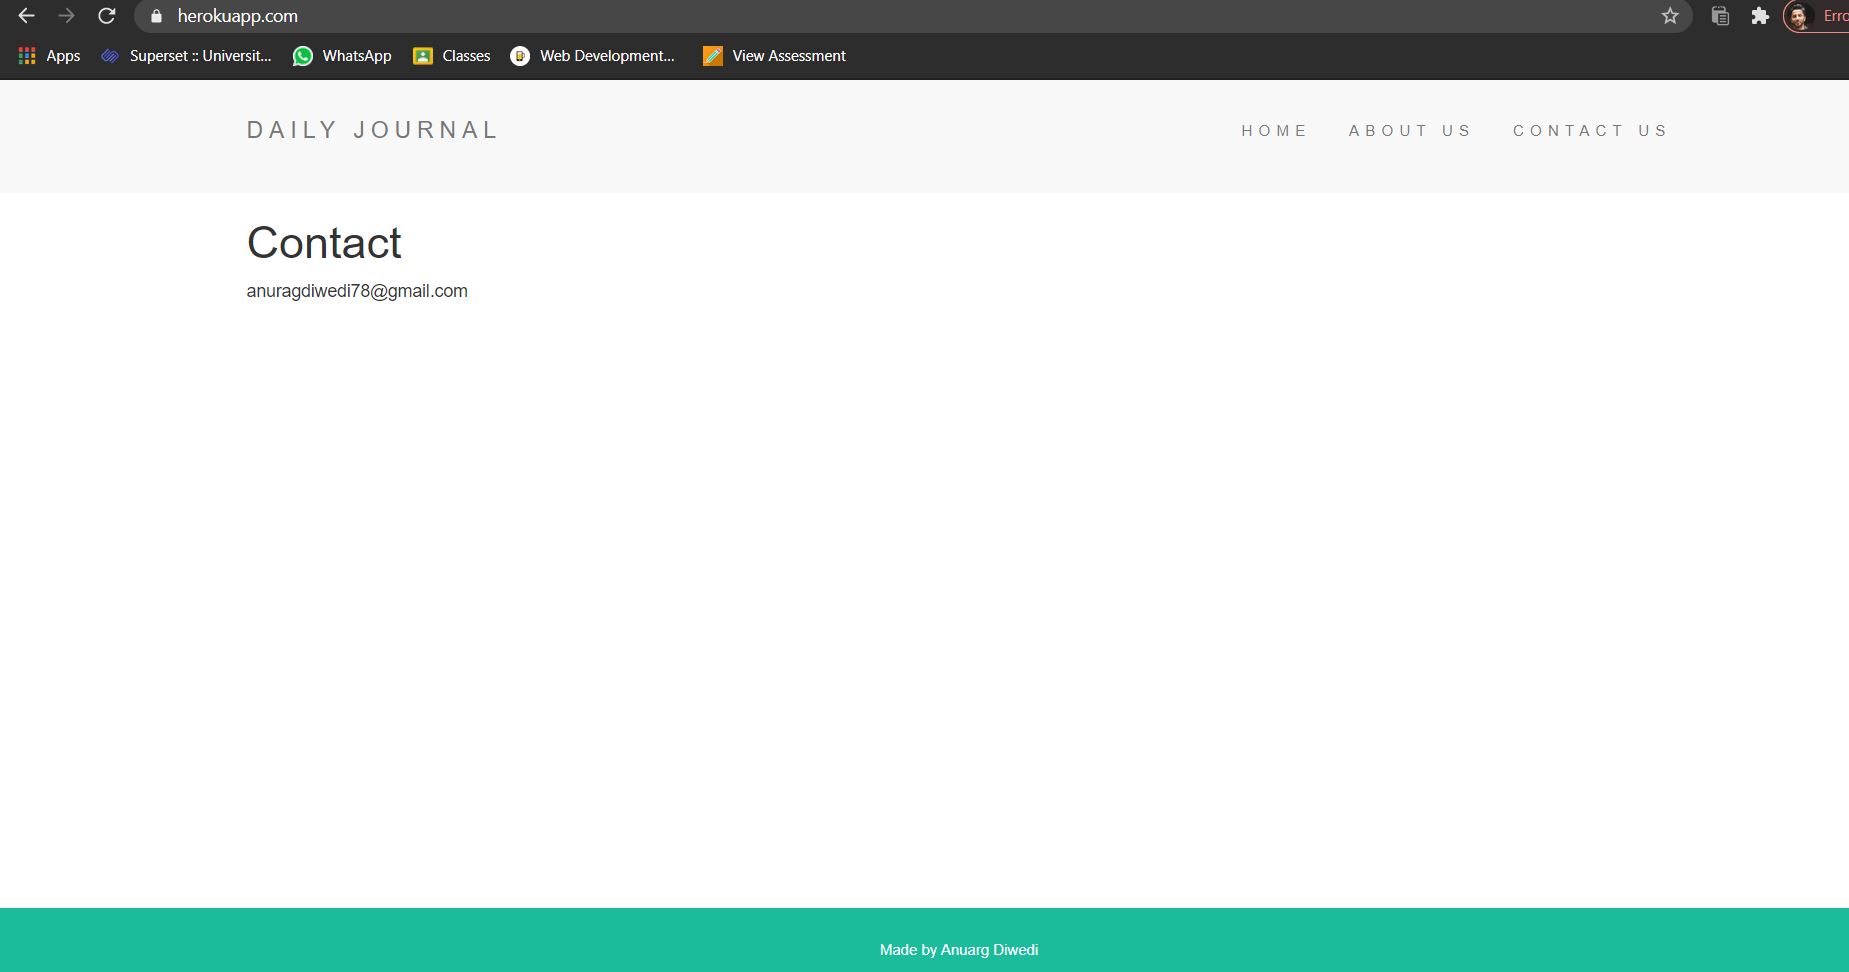 herokuapp.com
Erro
Apps Superset :: Universit... WhatsApp Classes Web Development... View Assessment
DAILY JOURNAL HOME ABOUT US CONTACT US
Contact
anuragdiwedi78@gmail.com
Made by Anuarg Diwedi